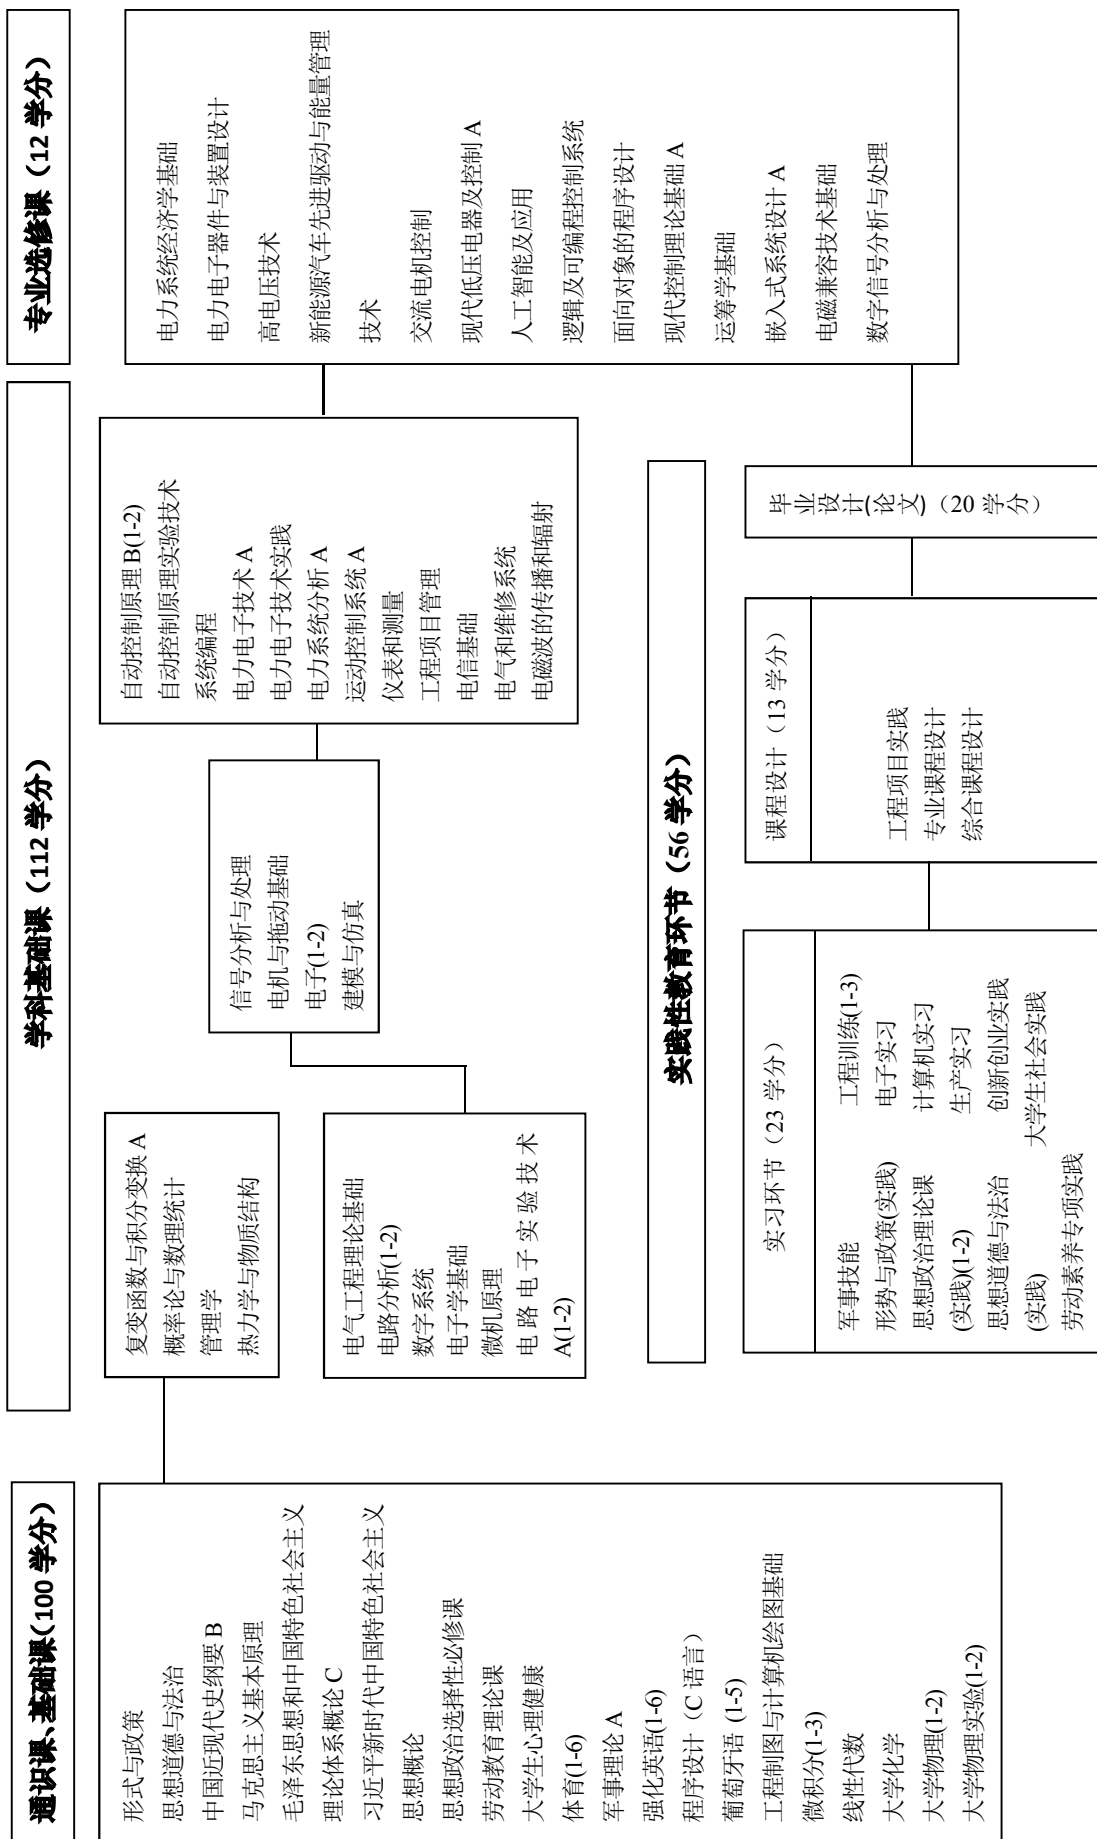 通识课、基础课(100 学分)
形式与政策
思想道德与法治
中国近现代史纲要 B
马克思主义基本原理
毛泽东思想和中国特色社会主义
理论体系概论 C
习近平新时代中国特色社会主义
思想概论
思想政治选择性必修课
劳动教育理论课
大学生心理健康
体育(1-6)
军事理论 A
强化英语(1-6)
程序设计（C 语言）
葡萄牙语 (1-5)
工程制图与计算机绘图基础
微积分(1-3)
线性代数
大学化学
大学物理(1-2)
大学物理实验(1-2)
学科基础课（112 学分）
复变函数与积分变换 A
概率论与数理统计
管理学
热力学与物质结构
电气工程理论基础
电路分析(1-2)
数字系统
电子学基础
微机原理
电 路 电 子 实 验 技 术
A(1-2)
信号分析与处理
电机与拖动基础
电子(1-2)
建模与仿真
自动控制原理 B(1-2)
自动控制原理实验技术
系统编程
电力电子技术 A
电力电子技术实践
电力系统分析 A
运动控制系统 A
仪表和测量
工程项目管理
电信基础
电气和维修系统
电磁波的传播和辐射
专业选修课（12 学分）
电力系统经济学基础
电力电子器件与装置设计
高电压技术
新能源汽车先进驱动与能量管理
技术
交流电机控制
现代低压电器及控制 A
人工智能及应用
逻辑及可编程控制系统
面向对象的程序设计
现代控制理论基础 A
运筹学基础
嵌入式系统设计 A
电磁兼容技术基础
数字信号分析与处理
实践性教育环节（56 学分）
实习环节（23 学分）
军事技能
形势与政策(实践)
思想政治理论课
(实践)(1-2)
思想道德与法治
(实践)
劳动素养专项实践
工程训练(1-3)
电子实习
计算机实习
生产实习
创新创业实践
大学生社会实践
课程设计（13 学分）
工程项目实践
专业课程设计
综合课程设计
毕业设计(论文)（20 学分）